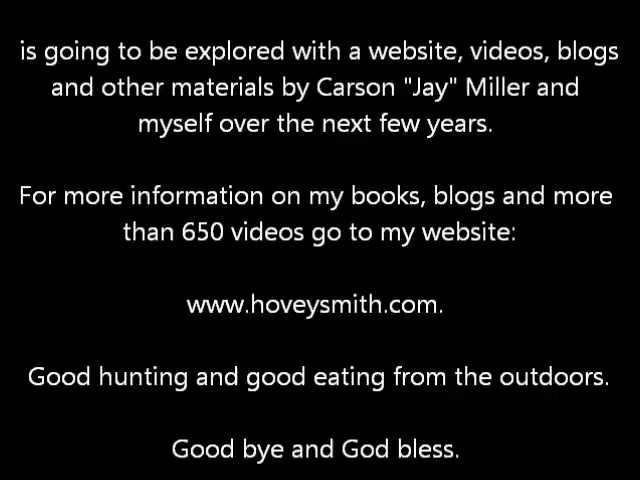 is going to be explored with a website, videos, blogs
and other materials by Carson "Jay" Miller and
myself over the next few years.
For more information on my books, blogs and more
than 650 videos go to my website:
www.hoveysmith.com.
Good hunting and good eating from the outdoors.
Good bye and God bless.